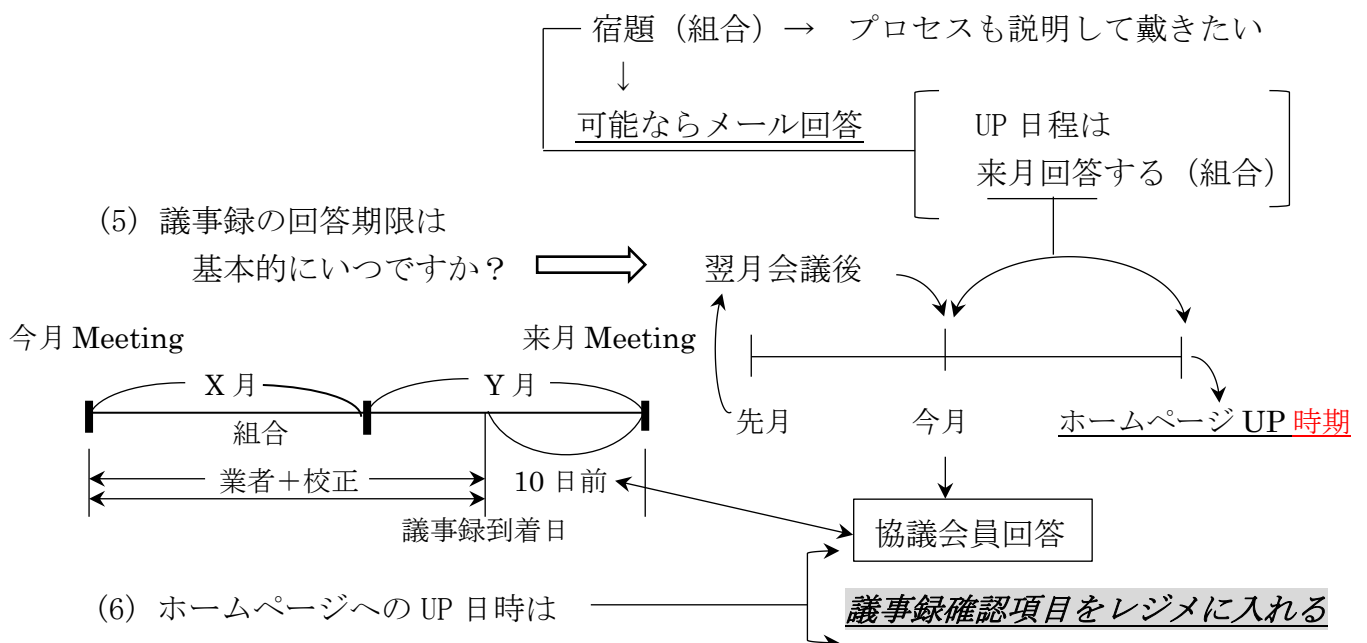 宿題（組合）→ プロセスも説明して戴きたい
↓
可能ならメール回答
UP 日程は
来月回答する（組合）
(5) 議事録の回答期限は
基本的にいつですか？
翌月会議後
今月 Meeting
来月 Meeting
X 月
Y 月
組合
先月
今月
ホームページ UP 時期
業者＋校正
10 日前
議事録到着日
協議会員回答
(6) ホームページへの UP 日時は
議事録確認項目をレジメに入れる